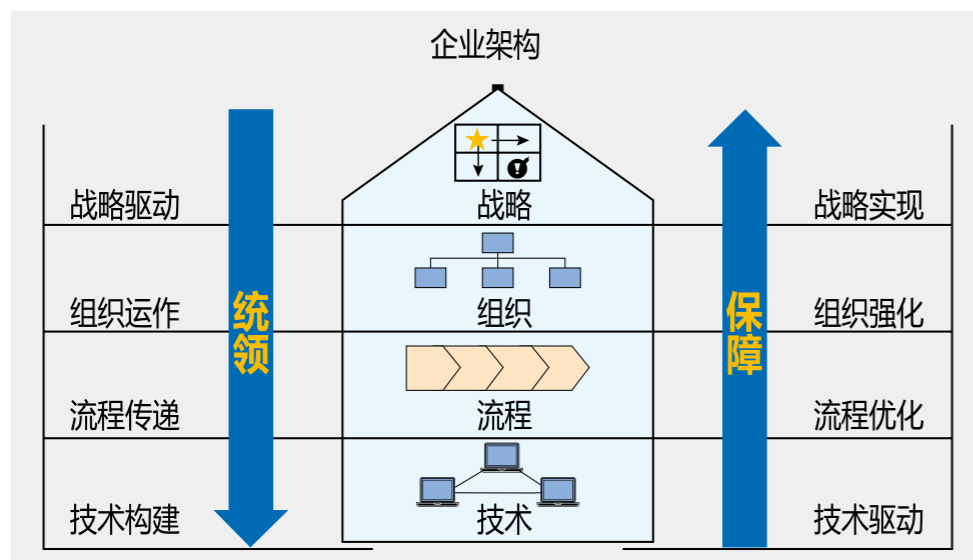 企业架构
战略驱动
战略
战略实现
组织运作
组织
组织强化
统领
保障
流程传递
流程
流程优化
技术构建
技术
技术驱动